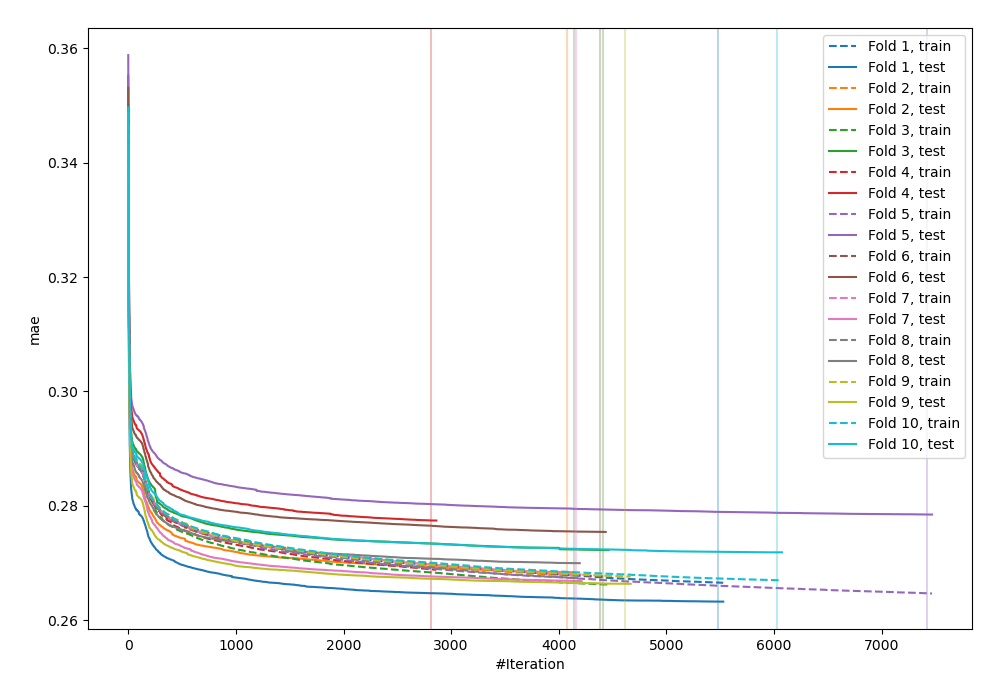 0.36
0.34
0.32
0.30
0.28
0.26
mae
0
1000
2000
3000
4000
5000
6000
7000
#Iteration
Fold 1, train
Fold 1, test
Fold 2, train
Fold 2, test
Fold 3, train
Fold 3, test
Fold 4, train
Fold 4, test
Fold 5, train
Fold 5, test
Fold 6, train
Fold 6, test
Fold 7, train
Fold 7, test
Fold 8, train
Fold 8, test
Fold 9, train
Fold 9, test
Fold 10, train
Fold 10, test